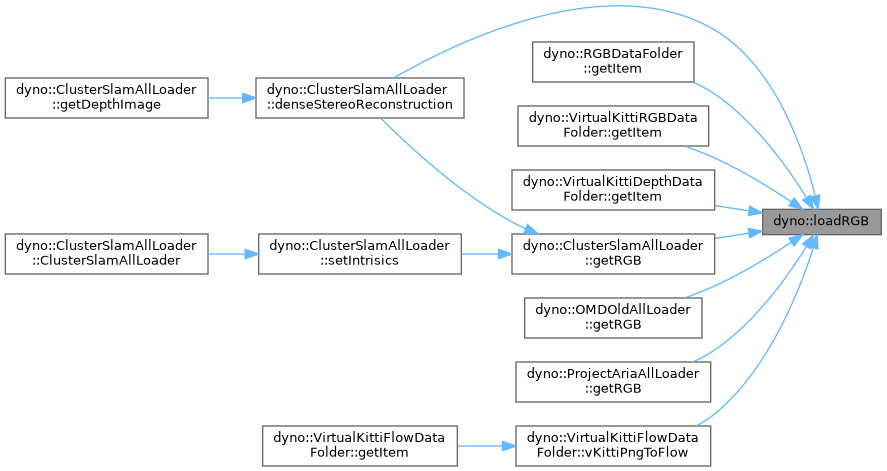 dyno::RGBDataFolder
::getItem
dyno::ClusterSlamAllLoader
::getDepthImage
dyno::ClusterSlamAllLoader
::denseStereoReconstruction
dyno::VirtualKittiRGBData
Folder::getItem
dyno::VirtualKittiDepthData
Folder::getItem
dyno::loadRGB
dyno::ClusterSlamAllLoader
::ClusterSlamAllLoader
dyno::ClusterSlamAllLoader
::setIntrisics
dyno::ClusterSlamAllLoader
::getRGB
dyno::OMDOldAllLoader
::getRGB
dyno::ProjectAriaAllLoader
::getRGB
dyno::VirtualKittiFlowData
Folder::getItem
dyno::VirtualKittiFlowData
Folder::vKittiPngToFlow